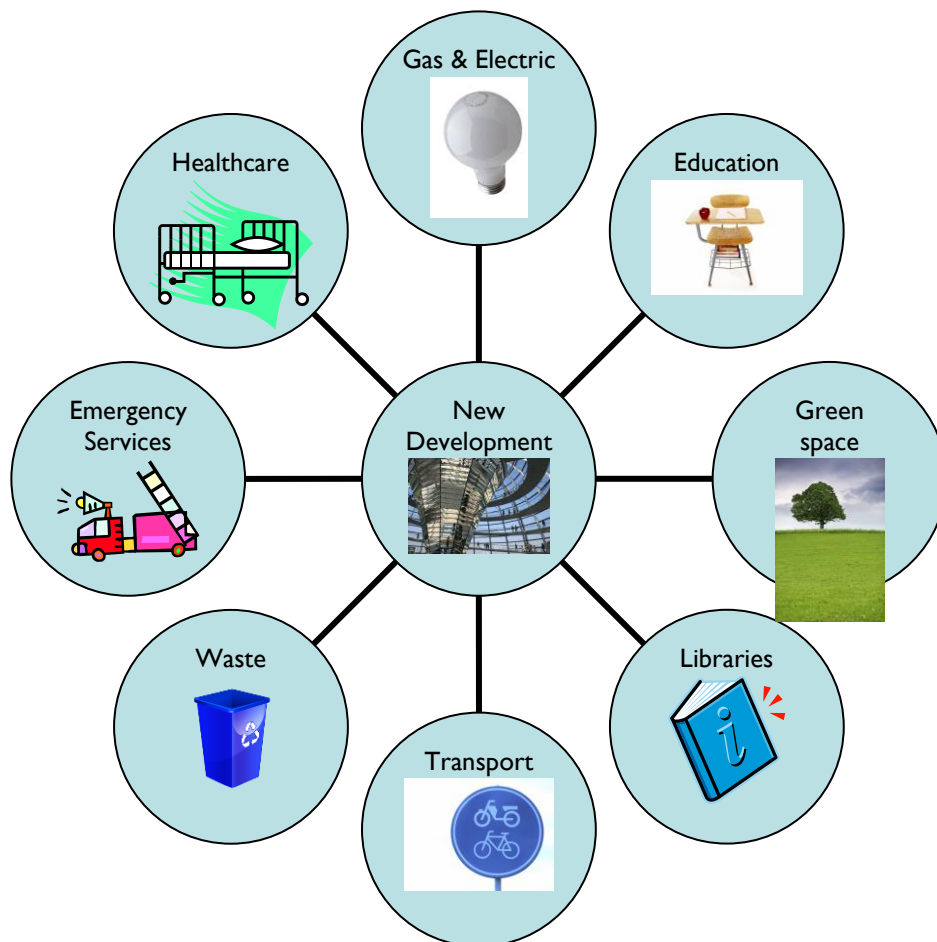 Gas & Electric
Healthcare
Education
Emergency
Services
New
Development
Green
space
Waste
Libraries
i
Transport